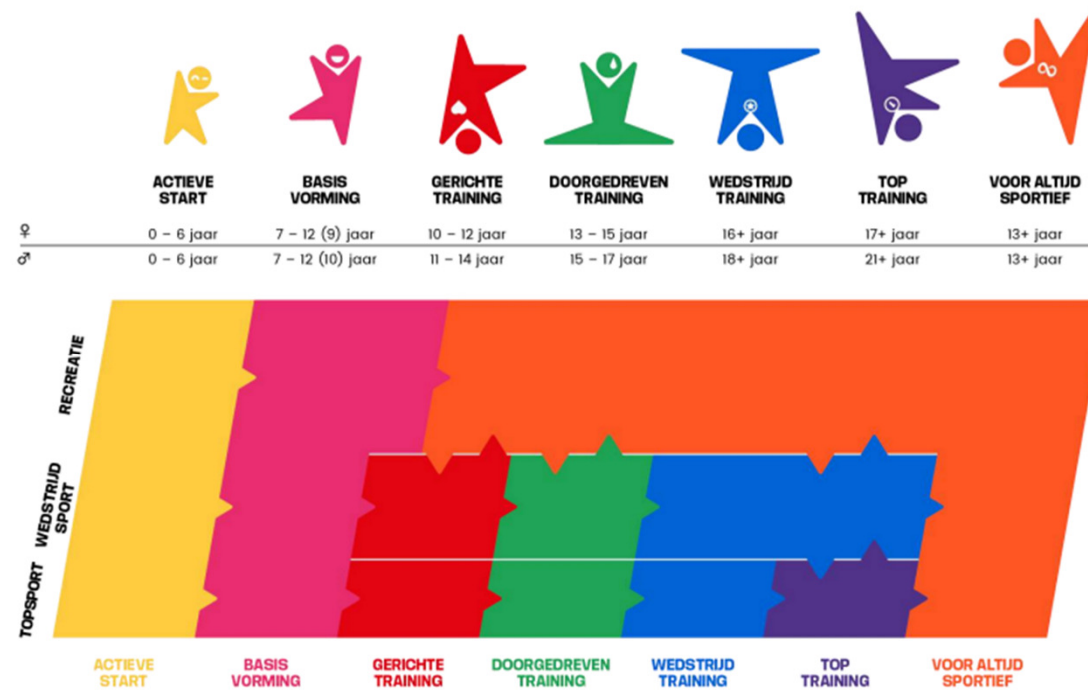 ACTIEVE START
BASIS VORMING
GERICHTE TRAINING
DOORGEDREVEN TRAINING
WEDSTRIJD TRAINING
TOP TRAINING
VOOR ALTIJD SPORTIEF
♀ 0 – 6 jaar 7 – 12 (9) jaar 10 – 12 jaar 13 – 15 jaar 16+ jaar 17+ jaar 13+ jaar
♂ 0 – 6 jaar 7 – 12 (10) jaar 11 – 14 jaar 15 – 17 jaar 18+ jaar 21+ jaar 13+ jaar
RECREATIE
WEDSTRIJD
SPORT
TOPSPORT
ACTIEVE START
BASIS VORMING
GERICHTE TRAINING
DOORGEDREVEN TRAINING
WEDSTRIJD TRAINING
TOP TRAINING
VOOR ALTIJD SPORTIEF